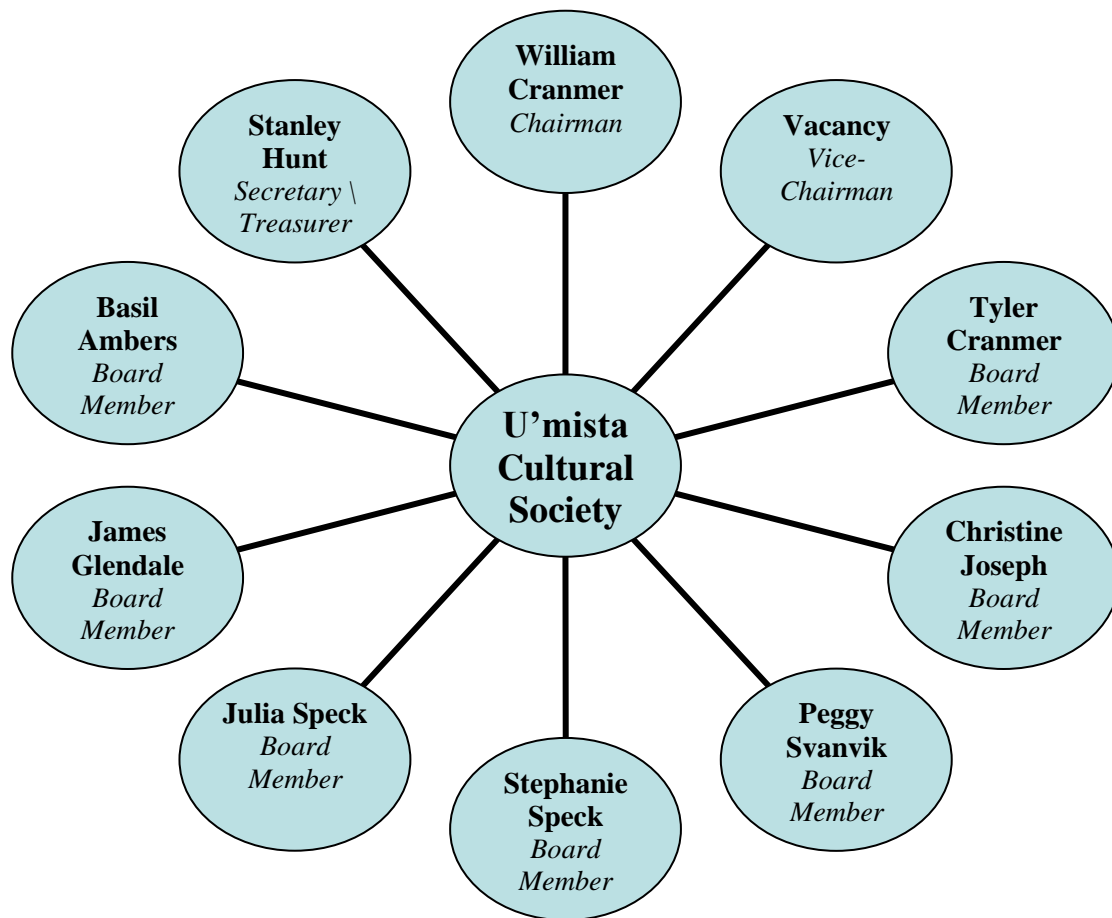 William
Cranmer
Chairman
Vacancy
Vice-
Chairman
Tyler
Cranmer
Board
Member
Christine
Joseph
Board
Member
Peggy
Svanvik
Board
Member
Stephanie
Speck
Board
Member
Julia Speck
Board
Member
James
Glendale
Board
Member
Basil
Ambers
Board
Member
Stanley
Hunt
Secretary \
Treasurer
U’mista
Cultural
Society